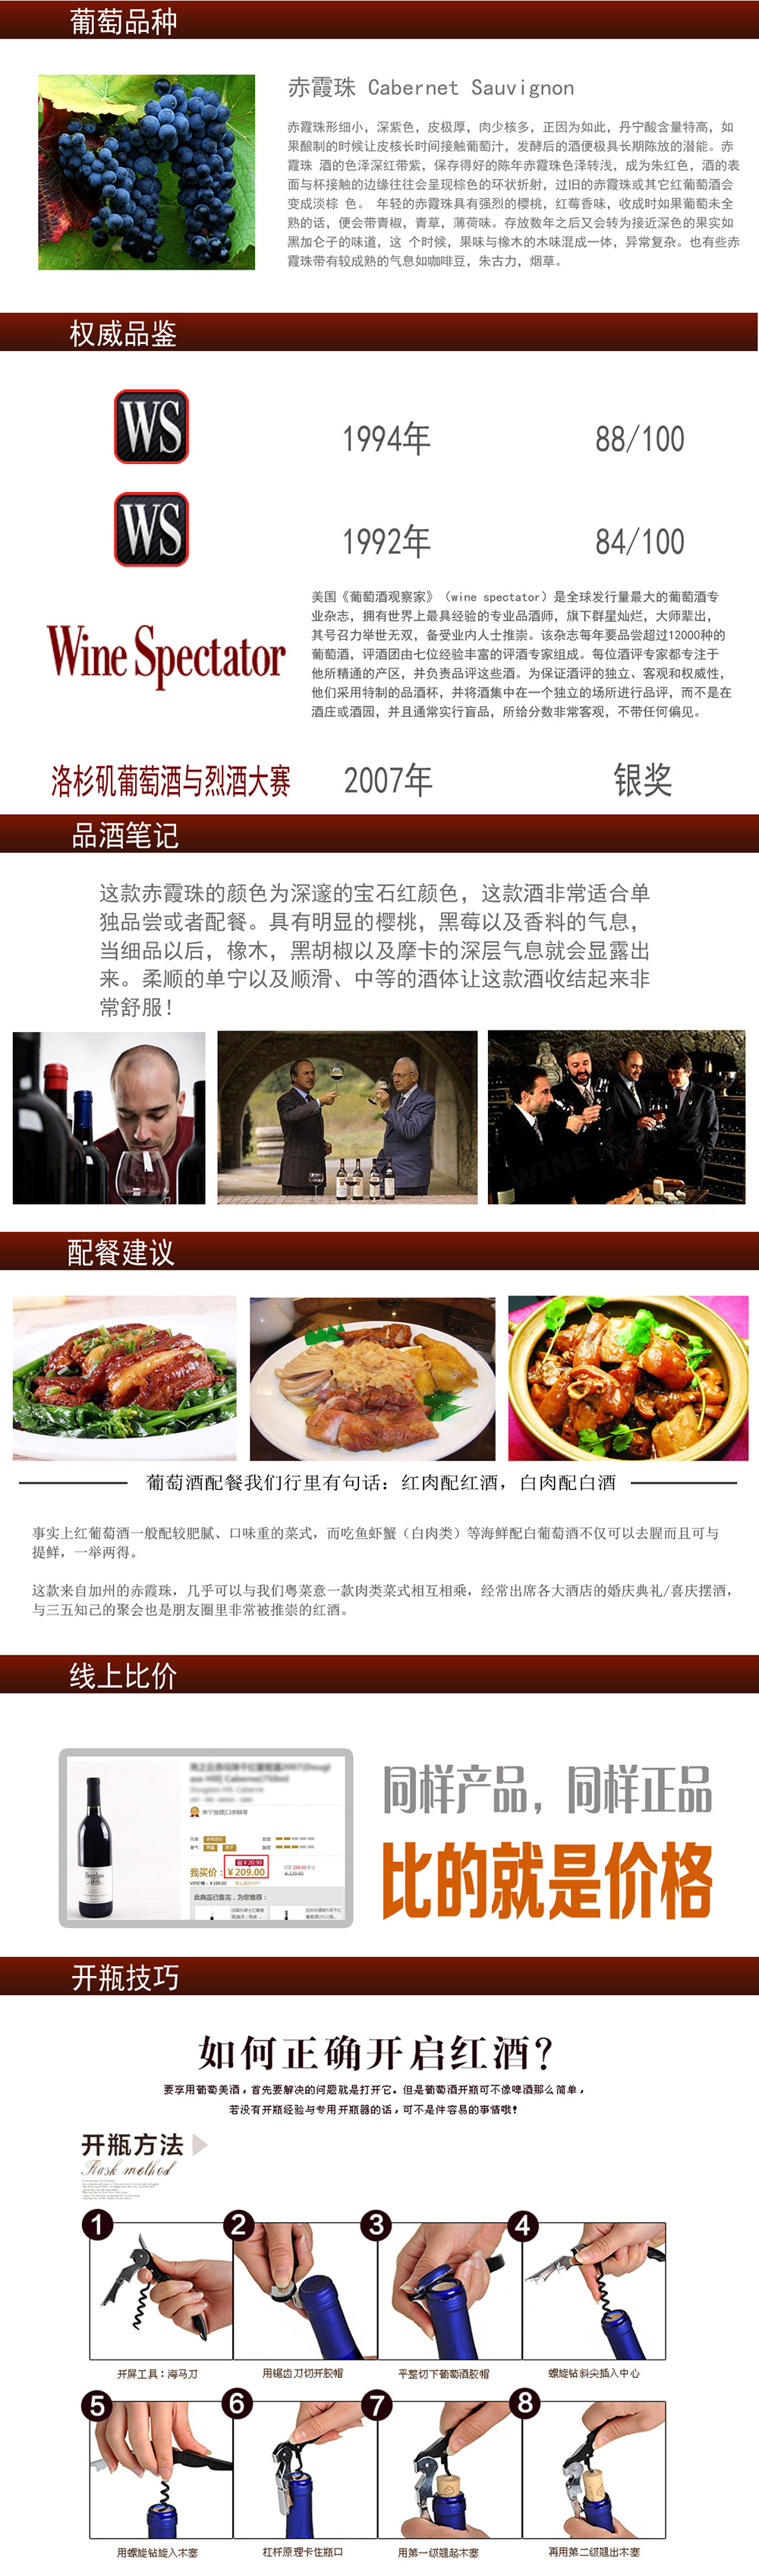 葡萄品种
赤霞珠 Cabernet Sauvignon
赤霞珠形细小，深紫色，皮极厚，肉少核多，正因为如此，丹宁酸含量特高，如
果酿制的时候让皮核长时间接触葡萄汁，发酵后的酒便极具长期陈放的潜能。赤
霞珠 酒的色泽深红带紫，保存得好的陈年赤霞珠色泽转浅，成为朱红色，酒的表
面与杯接触的边缘往往会呈现棕色的环状折射，过旧的赤霞珠或其它红葡萄酒会
变成淡棕 色。 年轻的赤霞珠具有强烈的樱桃，红莓香味，收成时如果葡萄未全
熟的话，便会带青椒，青草，薄荷味。存放数年之后又会转为接近深色的果实如
黑加仑子的味道，这 个时候，果味与橡木的木味混成一体，异常复杂。也有些赤
霞珠带有较成熟的气息如咖啡豆，朱古力，烟草。
权威品鉴
WS 1994年 88/100
WS 1992年 84/100
美国《葡萄酒观察家》（wine spectator）是全球发行量最大的葡萄酒专
业杂志，拥有世界上最具经验的专业品酒师，旗下群星灿烂，大师辈出，
其号召力举世无双，备受业内人士推崇。该杂志每年要品尝超过12000种的
葡萄酒，评酒团由七位经验丰富的评酒专家组成。每位酒评专家都专注于
他所精通的产区，并负责品评这些酒。为保证酒评的独立、客观和权威性，
他们采用特制的品酒杯，并将酒集中在一个独立的场所进行品评，而不是在
酒庄或酒园，并且通常实行盲品，所给分数非常客观，不带任何偏见。
Wine Spectator
洛杉矶葡萄酒与烈酒大赛 2007年 银奖
品酒笔记
这款赤霞珠的颜色为深邃的宝石红颜色，这款酒非常适合单
独品尝或者配餐。具有明显的樱桃，黑莓以及香料的气息，
当细品以后，橡木，黑胡椒以及摩卡的深层气息就会显露出
来。柔顺的单宁以及顺滑、中等的酒体让这款酒收结起来非
常舒服！
配餐建议
葡萄酒配餐我们行里有句话：红肉配红酒，白肉配白酒
事实上红葡萄酒一般配较肥腻、口味重的菜式，而吃鱼虾蟹（白肉类）等海鲜配白葡萄酒不仅可以去腥而且可与
提鲜，一举两得。
这款来自加州的赤霞珠，几乎可以与我们粤菜意一款肉类菜式相互相乘，经常出席各大酒店的婚庆典礼/喜庆摆酒，
与三五知己的聚会也是朋友圈里非常被推崇的红酒。
线上比价
我买价： ¥209.00
VIP价格：￥199.00
此商品已售完，为您推荐：
同样产品，同样正品
比的就是价格
开瓶技巧
如何正确开启红酒？
要享用葡萄美酒，首先要解决的问题就是打开它。但是葡萄酒开瓶可不像啤酒那么简单，
若没有开瓶经验与专用开瓶器的话，可不是件容易的事情哦！
开瓶方法
Flask method
1 2 3 4
开屏工具：海马刀 用锯齿刀切开胶帽 平整切下葡萄酒胶帽 螺旋钻斜尖插入中心
5 6 7 8
用螺旋钻旋入木塞 杠杆原理卡住瓶口 用第一级翘起木塞 再用第二级翘出木塞